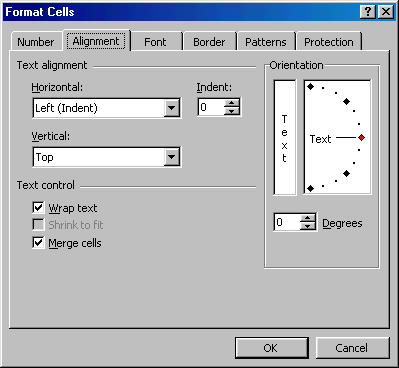 Format Cells
Number Alignment Font Border Patterns Protection
Text alignment
Horizontal: Indent:
Left (Indent) 0
Vertical:
Top
Text control
Wrap text
Shrink to fit
Merge cells
Orientation
Text
Text
0 Degrees
OK Cancel